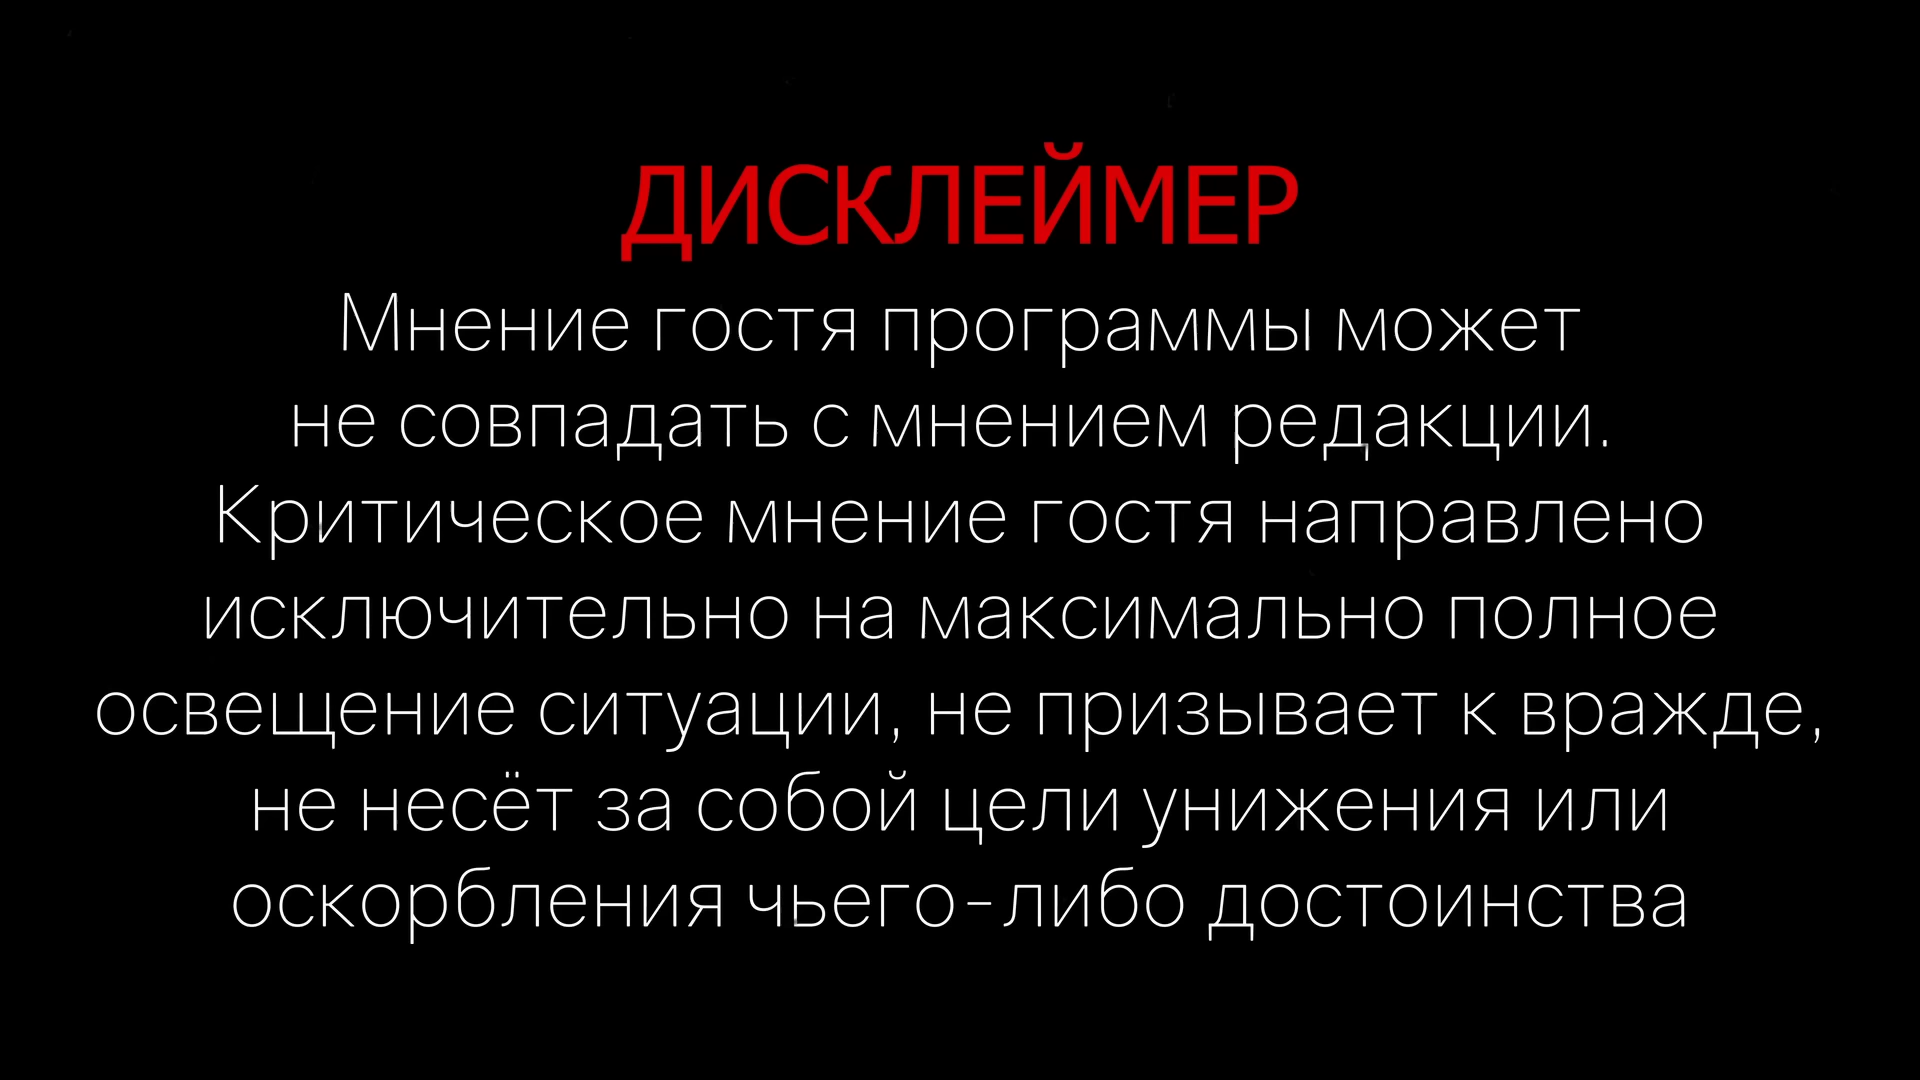 ДИСКЛЕЙМЕР
Мнение гостя программы может
не совпадать с мнением редакции.
Критическое мнение гостя направлено
исключительно на максимально полное
освещение ситуации, не призывает к вражде,
не несёт за собой цели унижения или
оскорбления чьего-либо достоинства